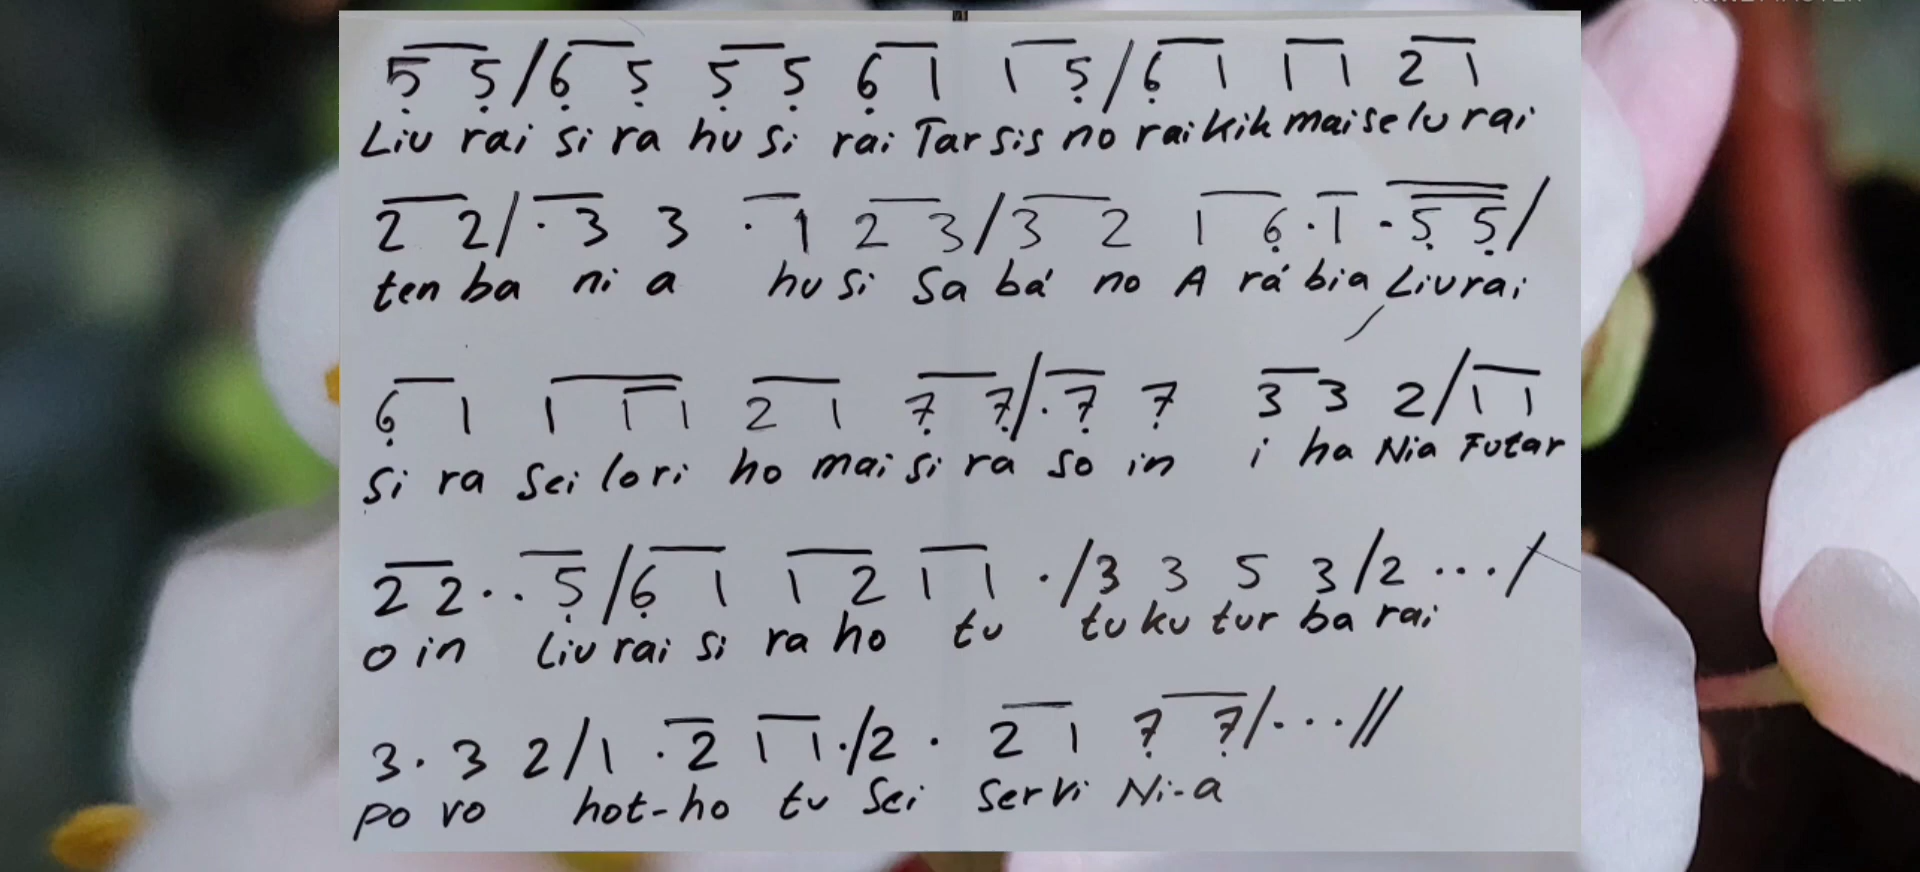 5̣ 5̣ / 6̣ 5̣ 5̣ 5̣ 6̣ 1 1 5̣ / 6̣ 1 1 1 2 1
Liu rai si ra hu si rai Tar sis no rai kik mai se lu rai
2 2 / . 3 3 . 1 2 3 / 3 2 1 6̣ . 1 . 5̣ 5̣ /
ten ba ni a hu si Sa bá no A rá bia Liu rai
6̣ 1 1 1 1 2 1 7̣ 7̣ / . 7̣ 7̣ 3 3 2 / 1 1
si ra sei lo ri ho mai si ra so in i ha Nia Futar
2 2 . . 5̣ / 6̣ 1 1 2 1 1 . / 3 3 5 3 / 2 . . . /
o in Liu rai si ra ho tu tu ku tur ba rai
3 . 3 2 / 1 . 2 1 1 . / 2 . 2 1 7̣ 7̣ / . . . //
po vo hot-ho tu sei ser vi Ni-a